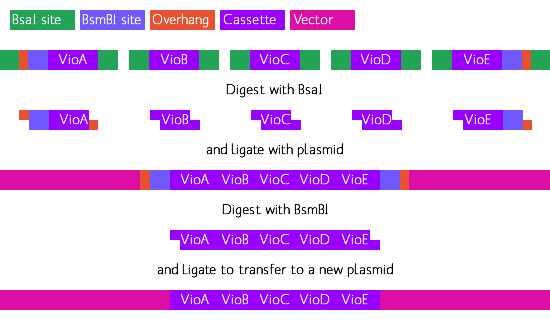 BsaI site BsmBI site Overhang Cassette Vector
VioA VioB VioC VioD VioE
Digest with BsaI
VioA VioB VioC VioD VioE
and ligate with plasmid
VioA VioB VioC VioD VioE
Digest with BsmBI
VioA VioB VioC VioD VioE
and Ligate to transfer to a new plasmid
VioA VioB VioC VioD VioE